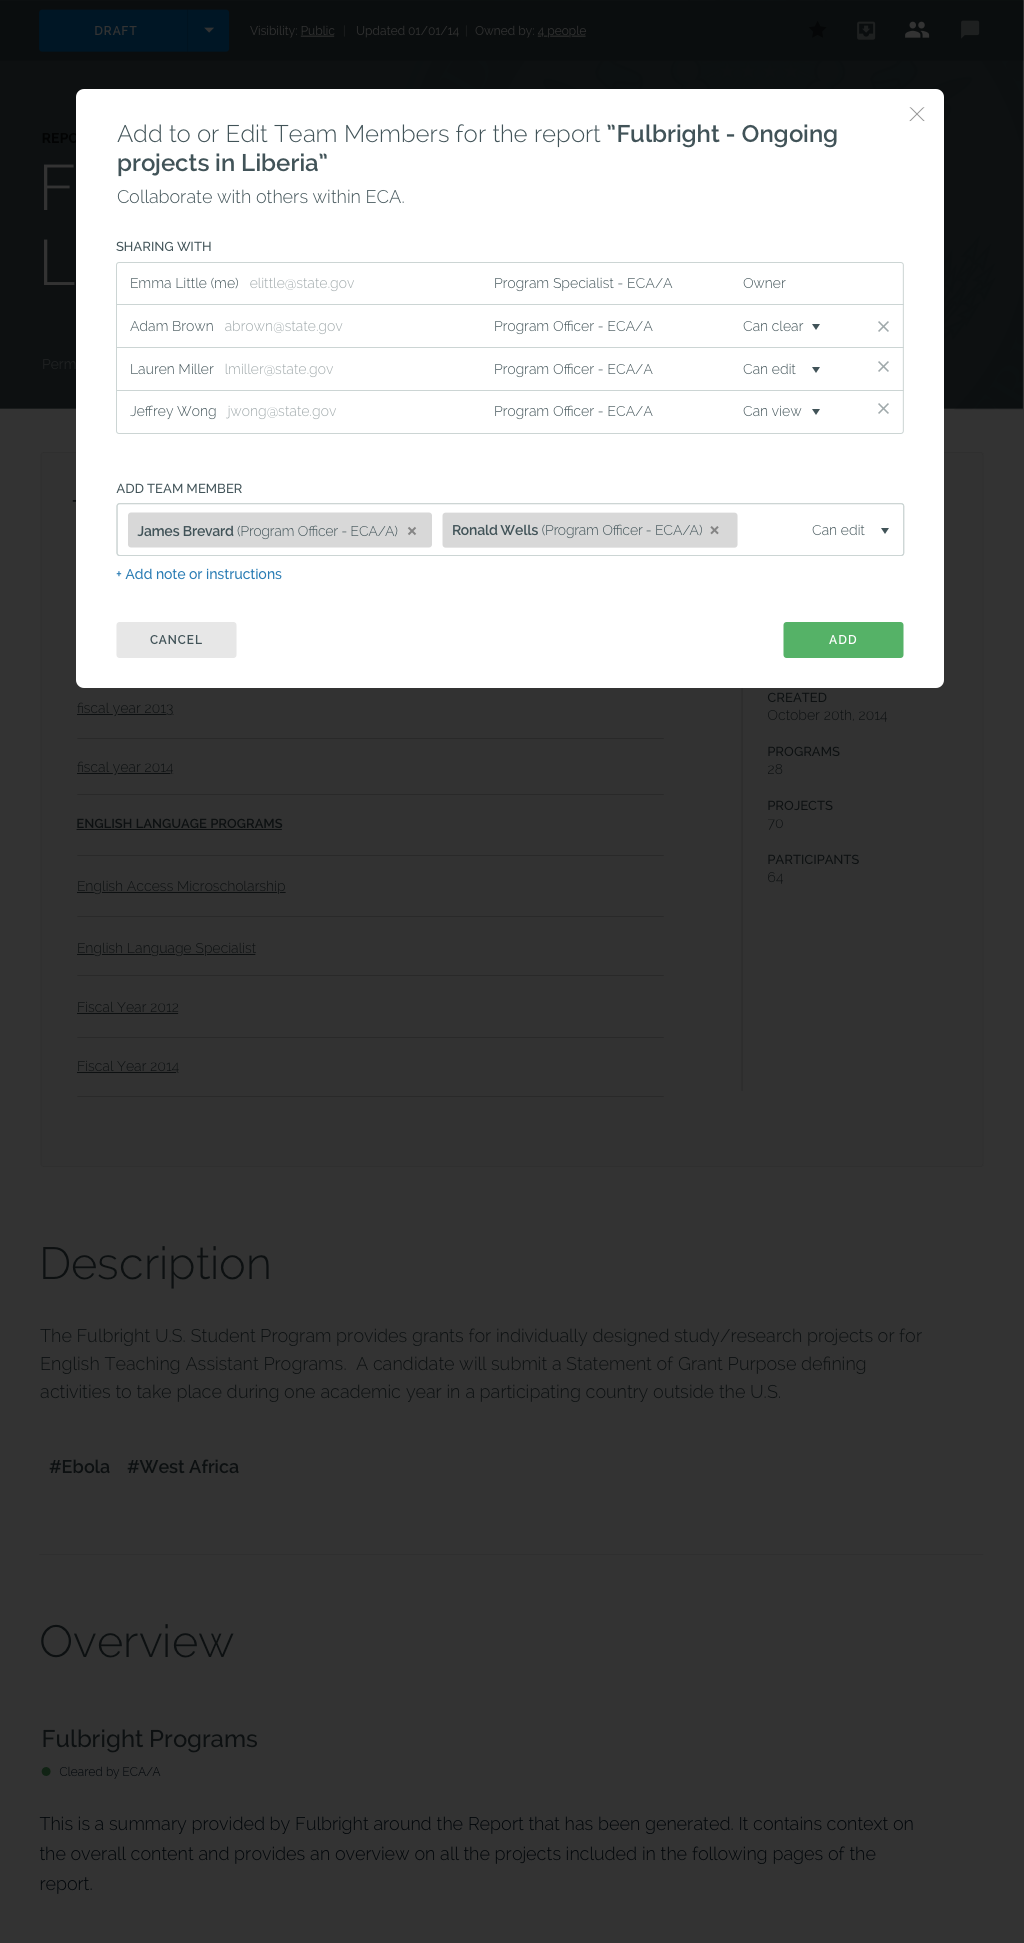 DRAFT
Visibility: Public | Updated 01/01/14 | Owned by: 4 people
Add to or Edit Team Members for the report ”Fulbright - Ongoing
projects in Liberia”
Collaborate with others within ECA.
SHARING WITH
Emma Little (me) elittle@state.gov Program Specialist - ECA/A Owner
Adam Brown abrown@state.gov Program Officer - ECA/A Can clear
Lauren Miller lmiller@state.gov Program Officer - ECA/A Can edit
Jeffrey Wong jwong@state.gov Program Officer - ECA/A Can view
ADD TEAM MEMBER
James Brevard (Program Officer - ECA/A) Ronald Wells (Program Officer - ECA/A) Can edit
+ Add note or instructions
CANCEL
ADD
fiscal year 2013
fiscal year 2014
ENGLISH LANGUAGE PROGRAMS
English Access Microscholarship
English Language Specialist
Fiscal Year 2012
Fiscal Year 2014
CREATED
October 20th, 2014
PROGRAMS
28
PROJECTS
70
PARTICIPANTS
64
Description
The Fulbright U.S. Student Program provides grants for individually designed study/research projects or for
English Teaching Assistant Programs. A candidate will submit a Statement of Grant Purpose defining
activities to take place during one academic year in a participating country outside the U.S.
#Ebola #West Africa
Overview
Fulbright Programs
Cleared by ECA/A
This is a summary provided by Fulbright around the Report that has been generated. It contains context on
the overall content and provides an overview on all the projects included in the following pages of the
report.